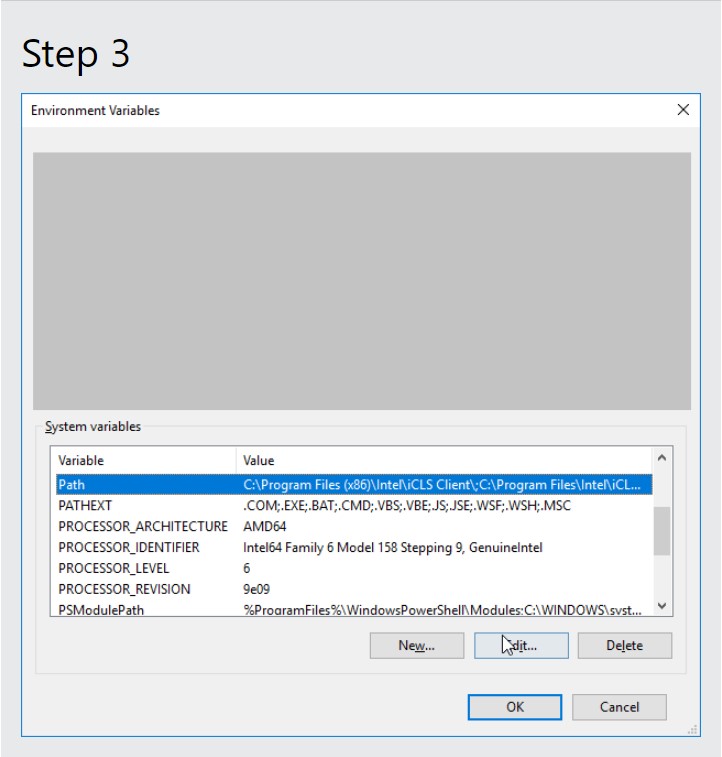 Step 3
Environment Variables
System variables
Variable Value
Path C:\Program Files (x86)\Intel\iCLS Client\;C:\Program Files\Intel\iCL...
PATHEXT .COM;.EXE;.BAT;.CMD;.VBS;.VBE;.JS;.JSE;.WSF;.WSH;.MSC
PROCESSOR_ARCHITECTURE AMD64
PROCESSOR_IDENTIFIER Intel64 Family 6 Model 158 Stepping 9, GenuineIntel
PROCESSOR_LEVEL 6
PROCESSOR_REVISION 9e09
PSModulePath %ProgramFiles%\WindowsPowerShell\Modules;C:\WINDOWS\syst...
New... Edit... Delete
OK Cancel